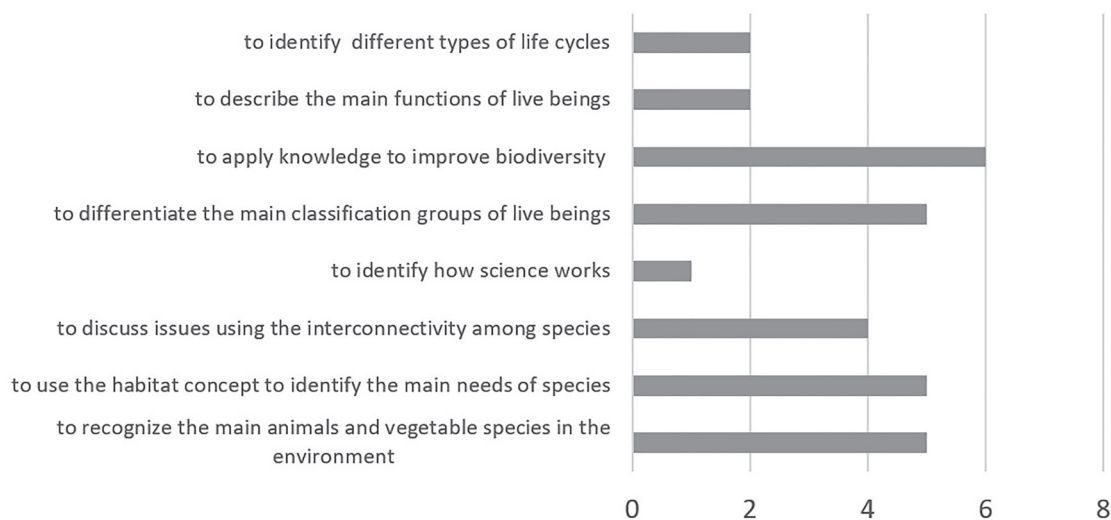 to identify  different types of life cycles
to describe the main functions of live beings
to apply knowledge to improve biodiversity
to differentiate the main classification groups of live beings
to identify how science works
to discuss issues using the interconnectivity among species
to use the habitat concept to identify the main needs of species
to recognize the main animals and vegetable species in the
environment
0 2 4 6 8